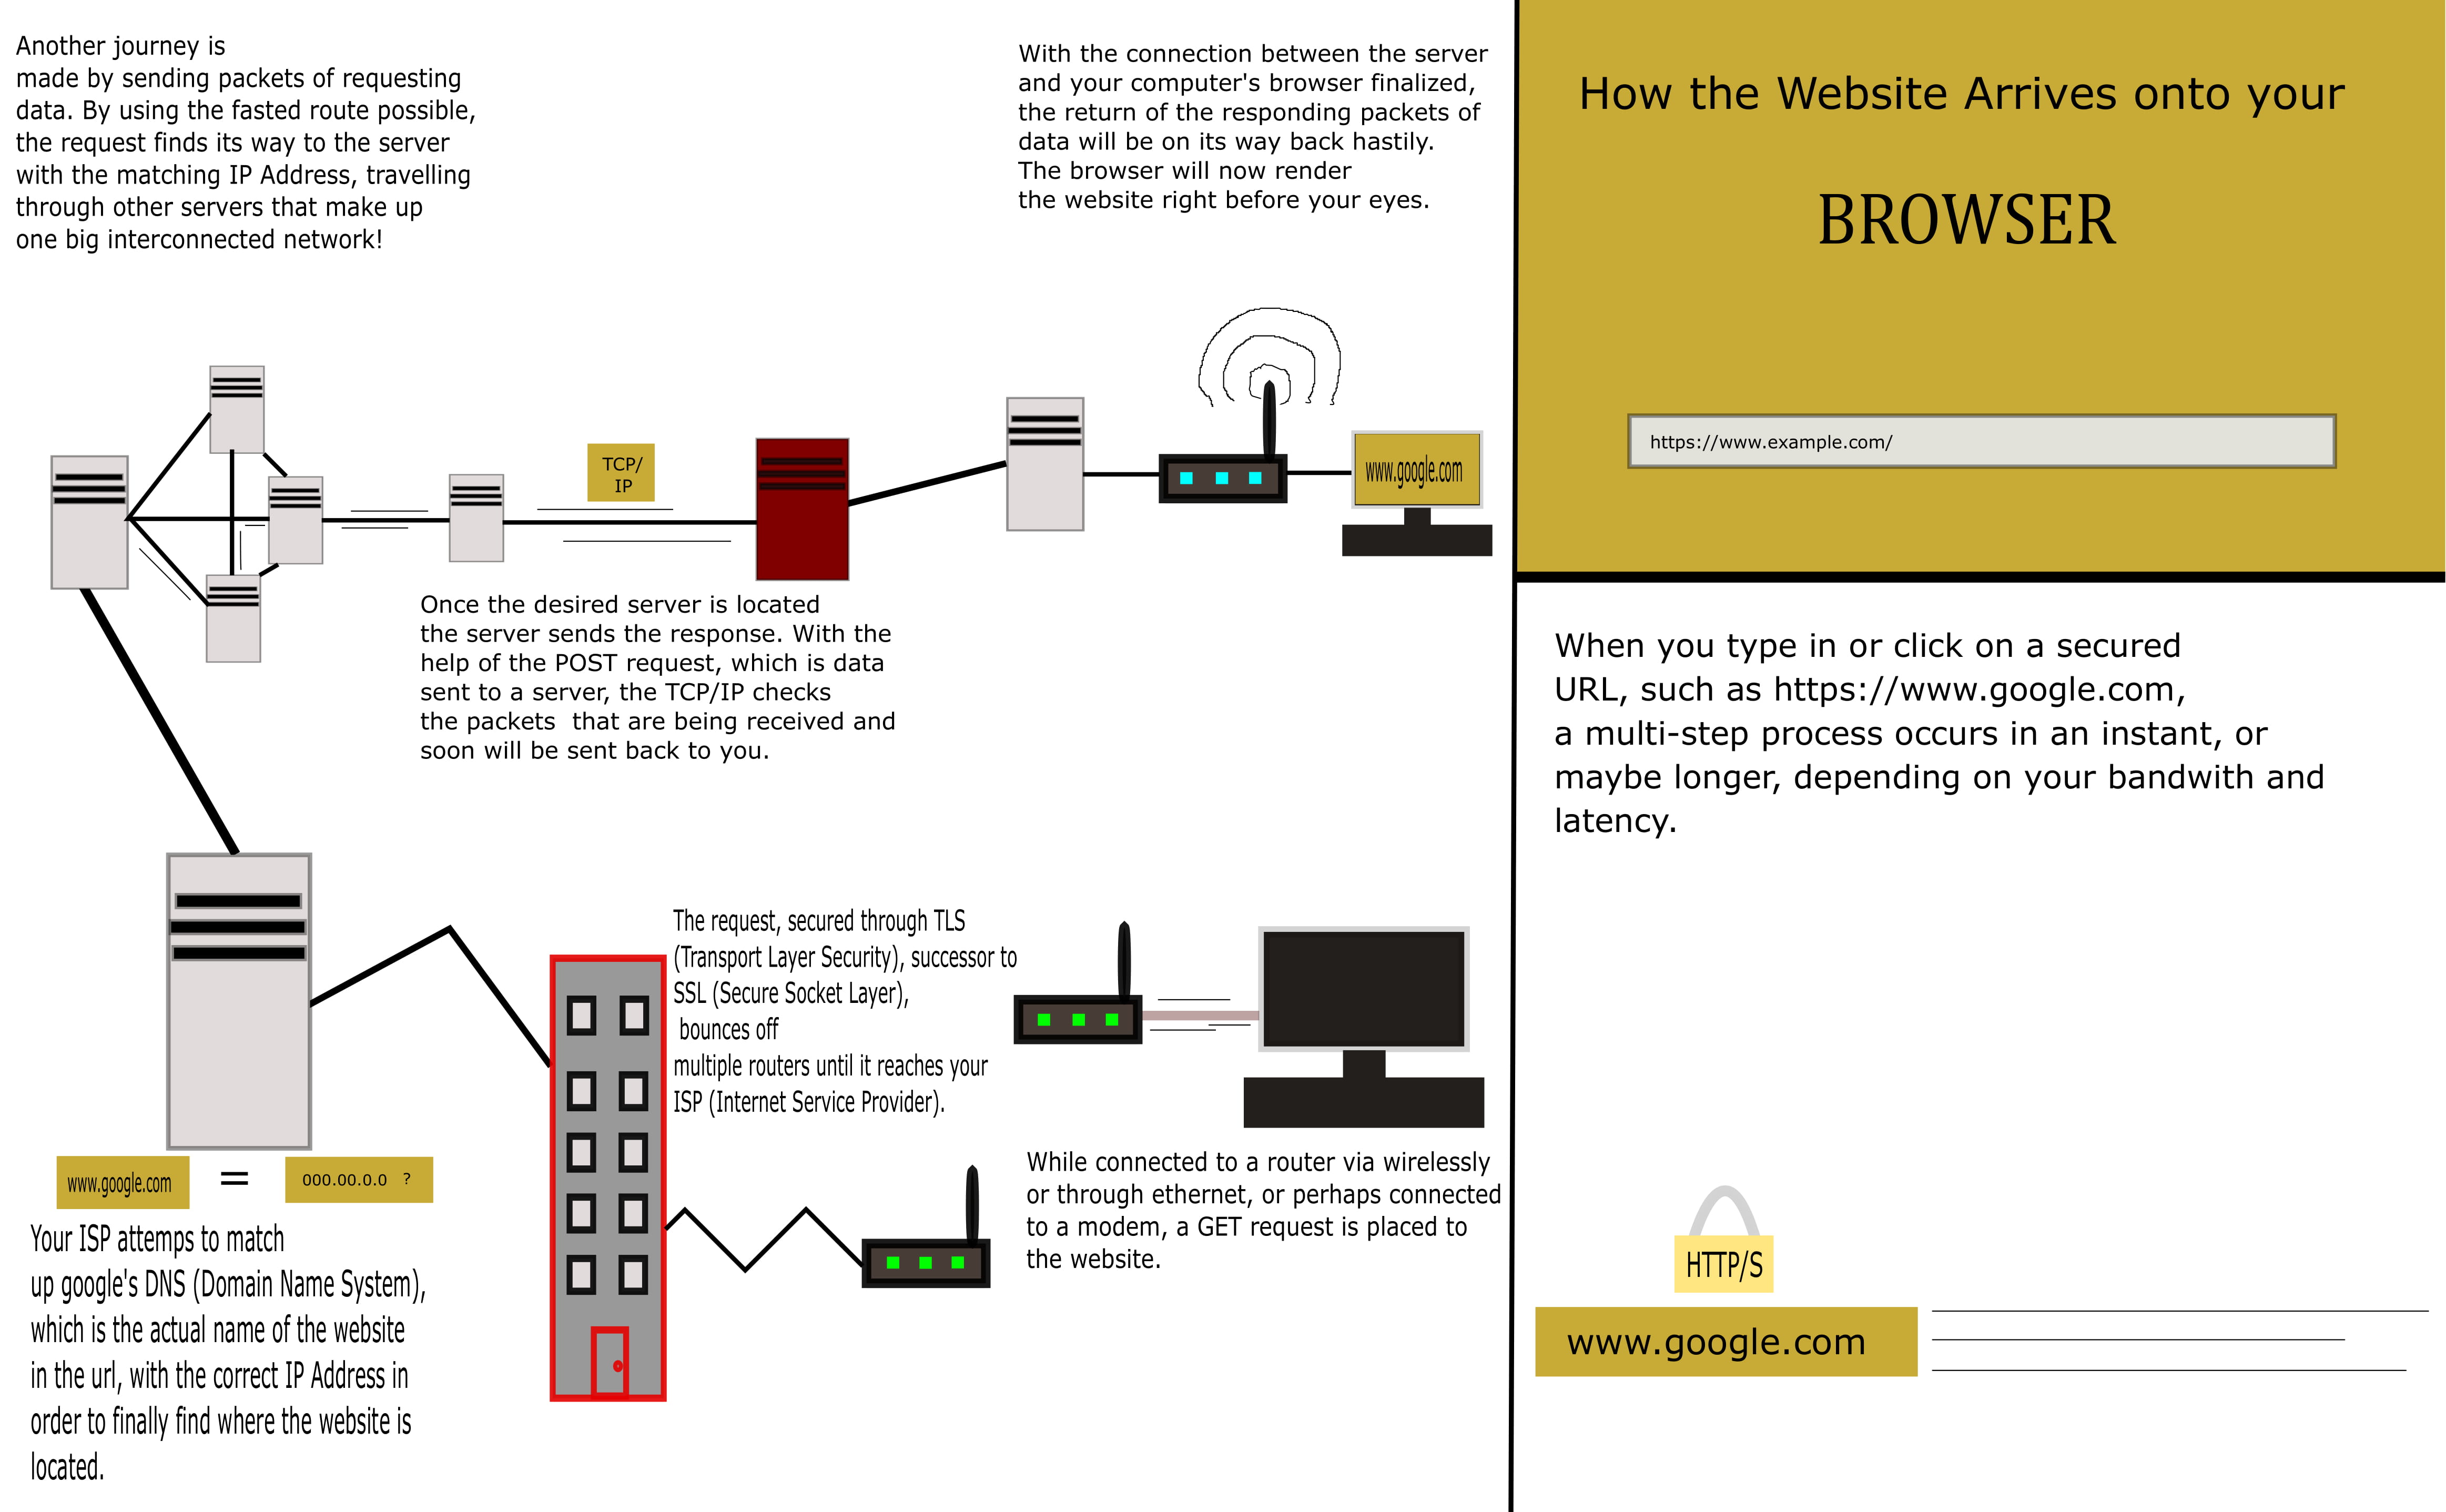 How the Website Arrives onto your
BROWSER
https://www.example.com/
When you type in or click on a secured
URL, such as https://www.google.com,
a multi-step process occurs in an instant, or
maybe longer, depending on your bandwith and
latency.
HTTP/S
www.google.com
While connected to a router via wirelessly
or through ethernet, or perhaps connected
to a modem, a GET request is placed to
the website.
The request, secured through TLS
(Transport Layer Security), successor to
SSL (Secure Socket Layer),
bounces off
multiple routers until it reaches your
ISP (Internet Service Provider).
www.google.com
=
000.00.0.0 ?
Your ISP attemps to match
up google's DNS (Domain Name System),
which is the actual name of the website
in the url, with the correct IP Address in
order to finally find where the website is
located.
Another journey is
made by sending packets of requesting
data. By using the fasted route possible,
the request finds its way to the server
with the matching IP Address, travelling
through other servers that make up
one big interconnected network!
TCP/
IP
Once the desired server is located
the server sends the response. With the
help of the POST request, which is data
sent to a server, the TCP/IP checks
the packets  that are being received and
soon will be sent back to you.
With the connection between the server
and your computer's browser finalized,
the return of the responding packets of
data will be on its way back hastily.
The browser will now render
the website right before your eyes.
www.google.com